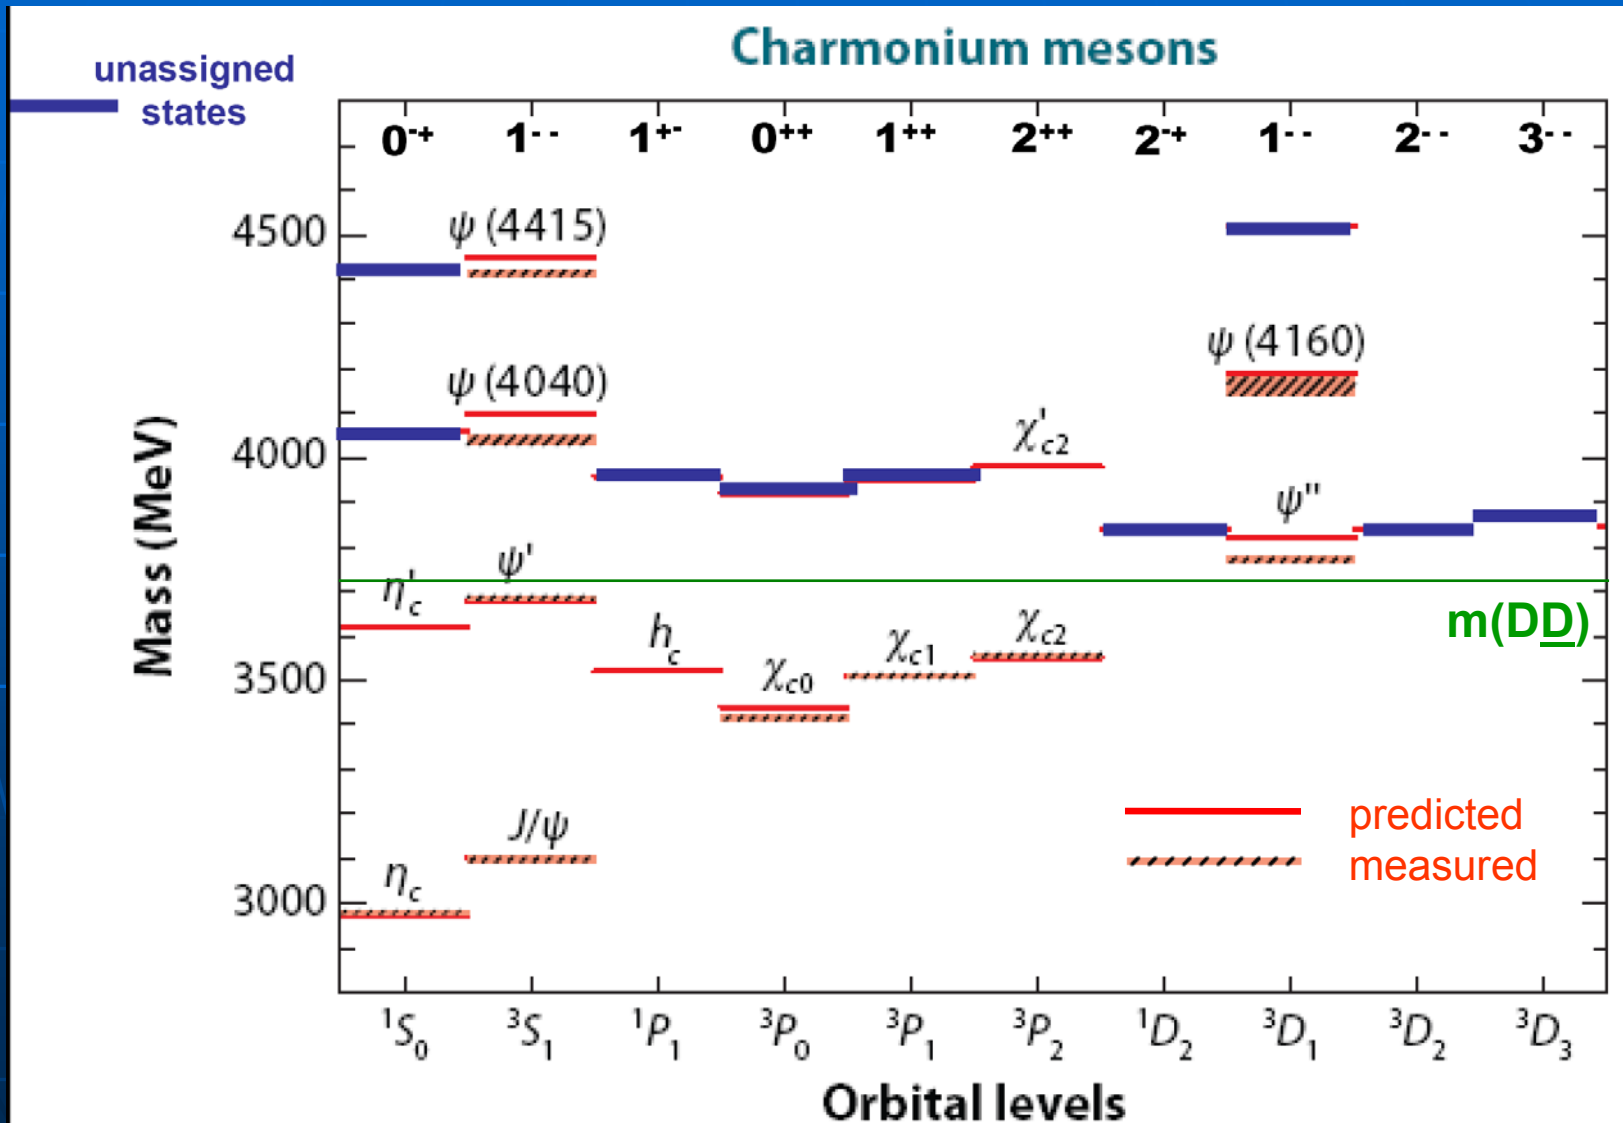 Charmonium mesons
unassigned
states
0⁻⁺ 1⁻⁻ 1⁺⁻ 0⁺⁺ 1⁺⁺ 2⁺⁺ 2⁻⁺ 1⁻⁻ 2⁻⁻ 3⁻⁻
4500
ψ (4415)
ψ (4160)
ψ (4040)
4000
χ'c2
ψ''
ψ'
η'c
m(DD̲)
hc
χc0
χc1
χc2
3500
J/ψ
ηc
3000
predicted
measured
Mass (MeV)
¹S₀ ³S₁ ¹P₁ ³P₀ ³P₁ ³P₂ ¹D₂ ³D₁ ³D₂ ³D₃
Orbital levels